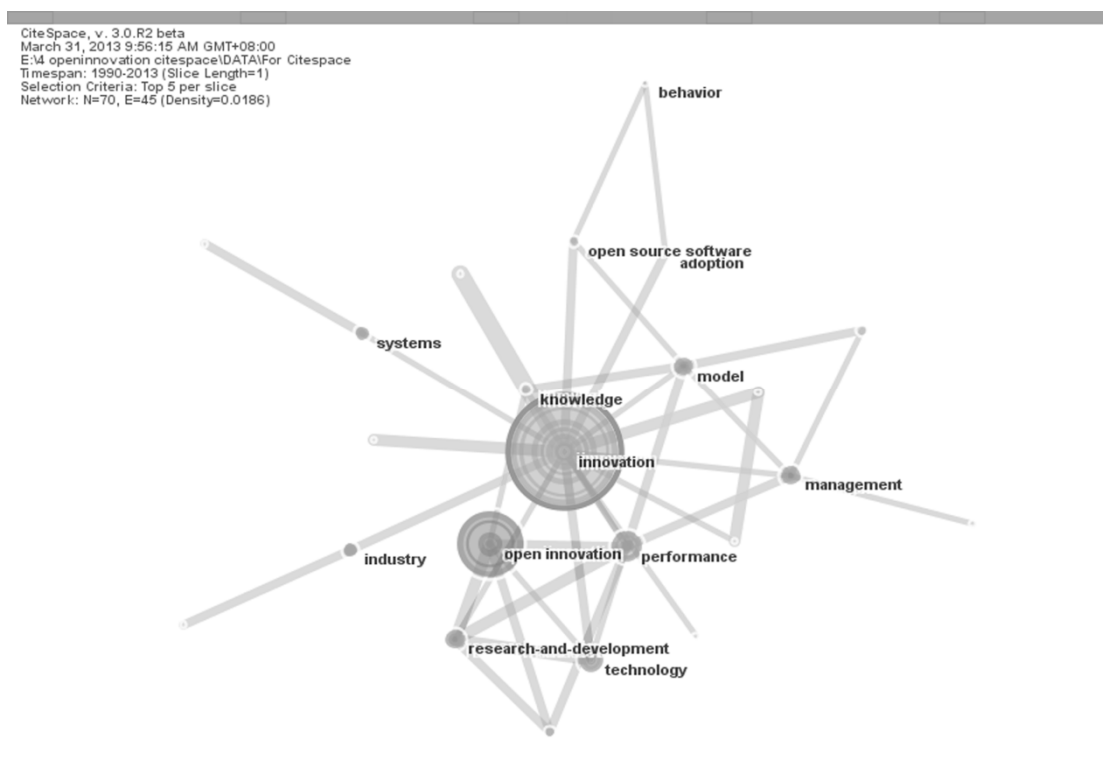 CiteSpace, v. 3.0.R2 beta
March 31, 2013 9:56:15 AM GMT+08:00
E:\4 openinnovation citespace\DATA\For Citespace
Timespan: 1990-2013 (Slice Length=1)
Selection Criteria: Top 5 per slice
Network: N=70, E=45 (Density=0.0186)
behavior
open source software
adoption
systems
model
knowledge
innovation
management
open innovation
performance
industry
research-and-development
technology